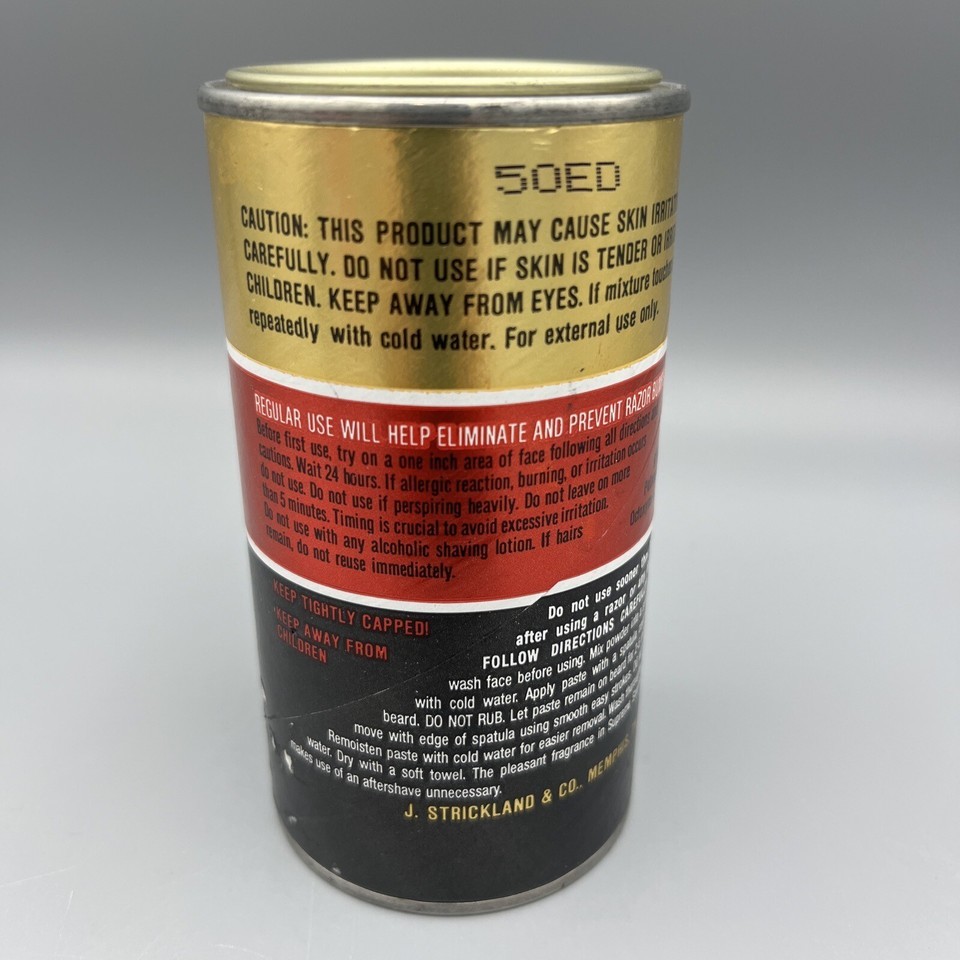 50ED
CAUTION: THIS PRODUCT MAY CAUSE SKIN
CAREFULLY. DO NOT USE IF SKIN IS TENDER OR
CHILDREN. KEEP AWAY FROM EYES. If mixture
repeatedly with cold water. For external use only.
REGULAR USE WILL HELP ELIMINATE AND PREVENT RAZOR
Before first use, try on a one inch area of face following all directions
cautions. Wait 24 hours. If allergic reaction, burning, or irritation occurs
do not use. Do not use if perspiring heavily. Do not leave on more
than 5 minutes. Timing is crucial to avoid excessive irritation.
Do not use with any alcoholic shaving lotion. If hairs
remain, do not reuse immediately.
KEEP TIGHTLY CAPPED!
KEEP AWAY FROM
CHILDREN
Do not use sooner
after using a razor or
FOLLOW DIRECTIONS
wash face before using. Mix powder
with cold water. Apply paste with a spatula
beard. DO NOT RUB. Let paste remain on beard
move with edge of spatula using smooth easy strokes.
Remoisten paste with cold water for easier removal. Wash
water. Dry with a soft towel. The pleasant fragrance in
makes use of an aftershave unnecessary.
J. STRICKLAND & CO., MEMPHIS,